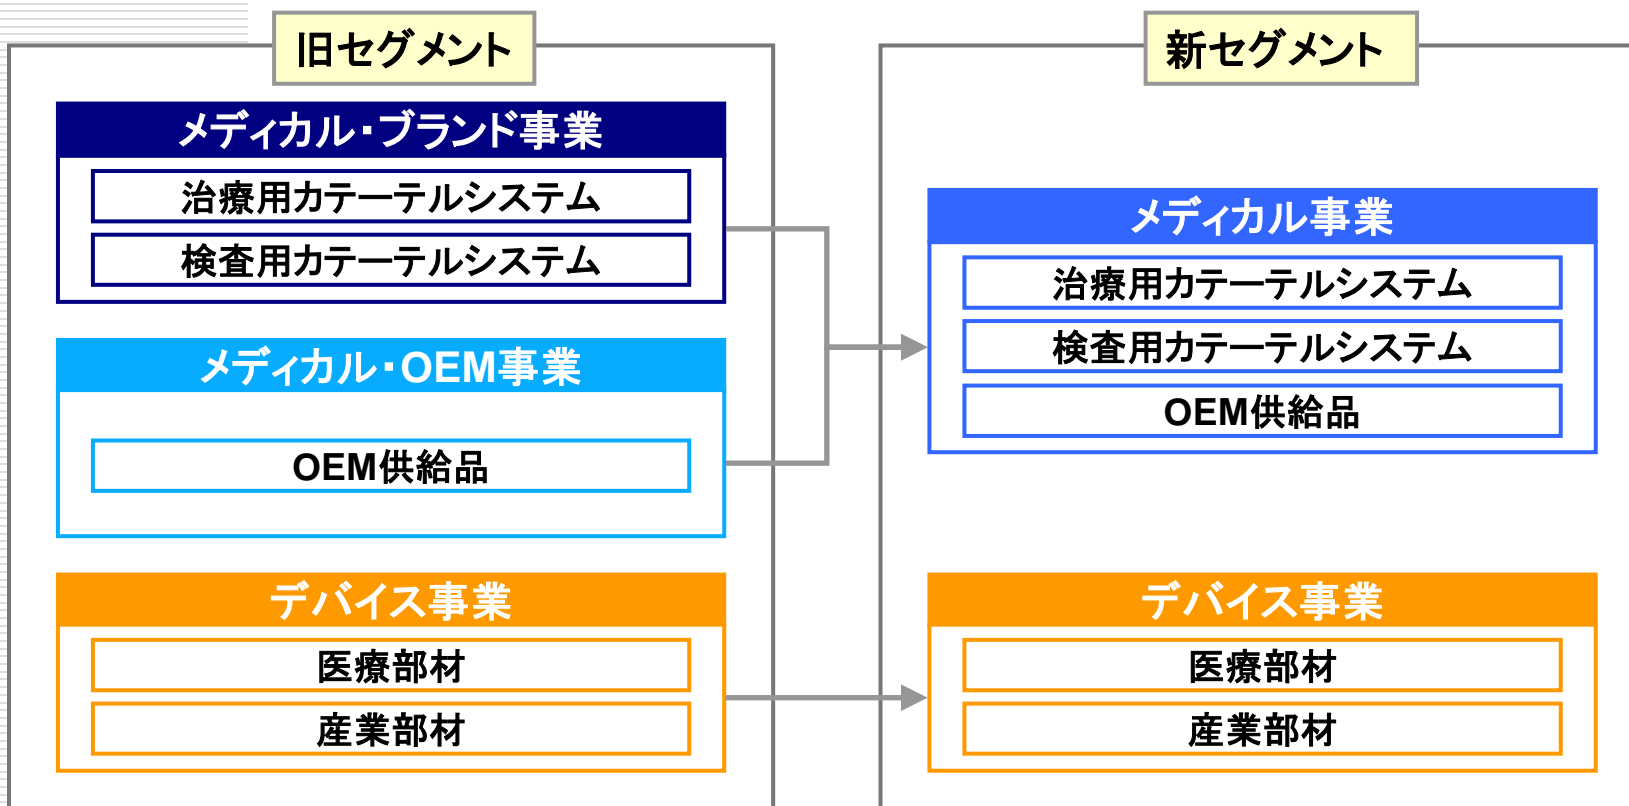 旧セグメント
メディカル・ブランド事業
治療用カテーテルシステム
検査用カテーテルシステム
メディカル・OEM事業
OEM供給品
デバイス事業
医療部材
産業部材
新セグメント
メディカル事業
治療用カテーテルシステム
検査用カテーテルシステム
OEM供給品
デバイス事業
医療部材
産業部材